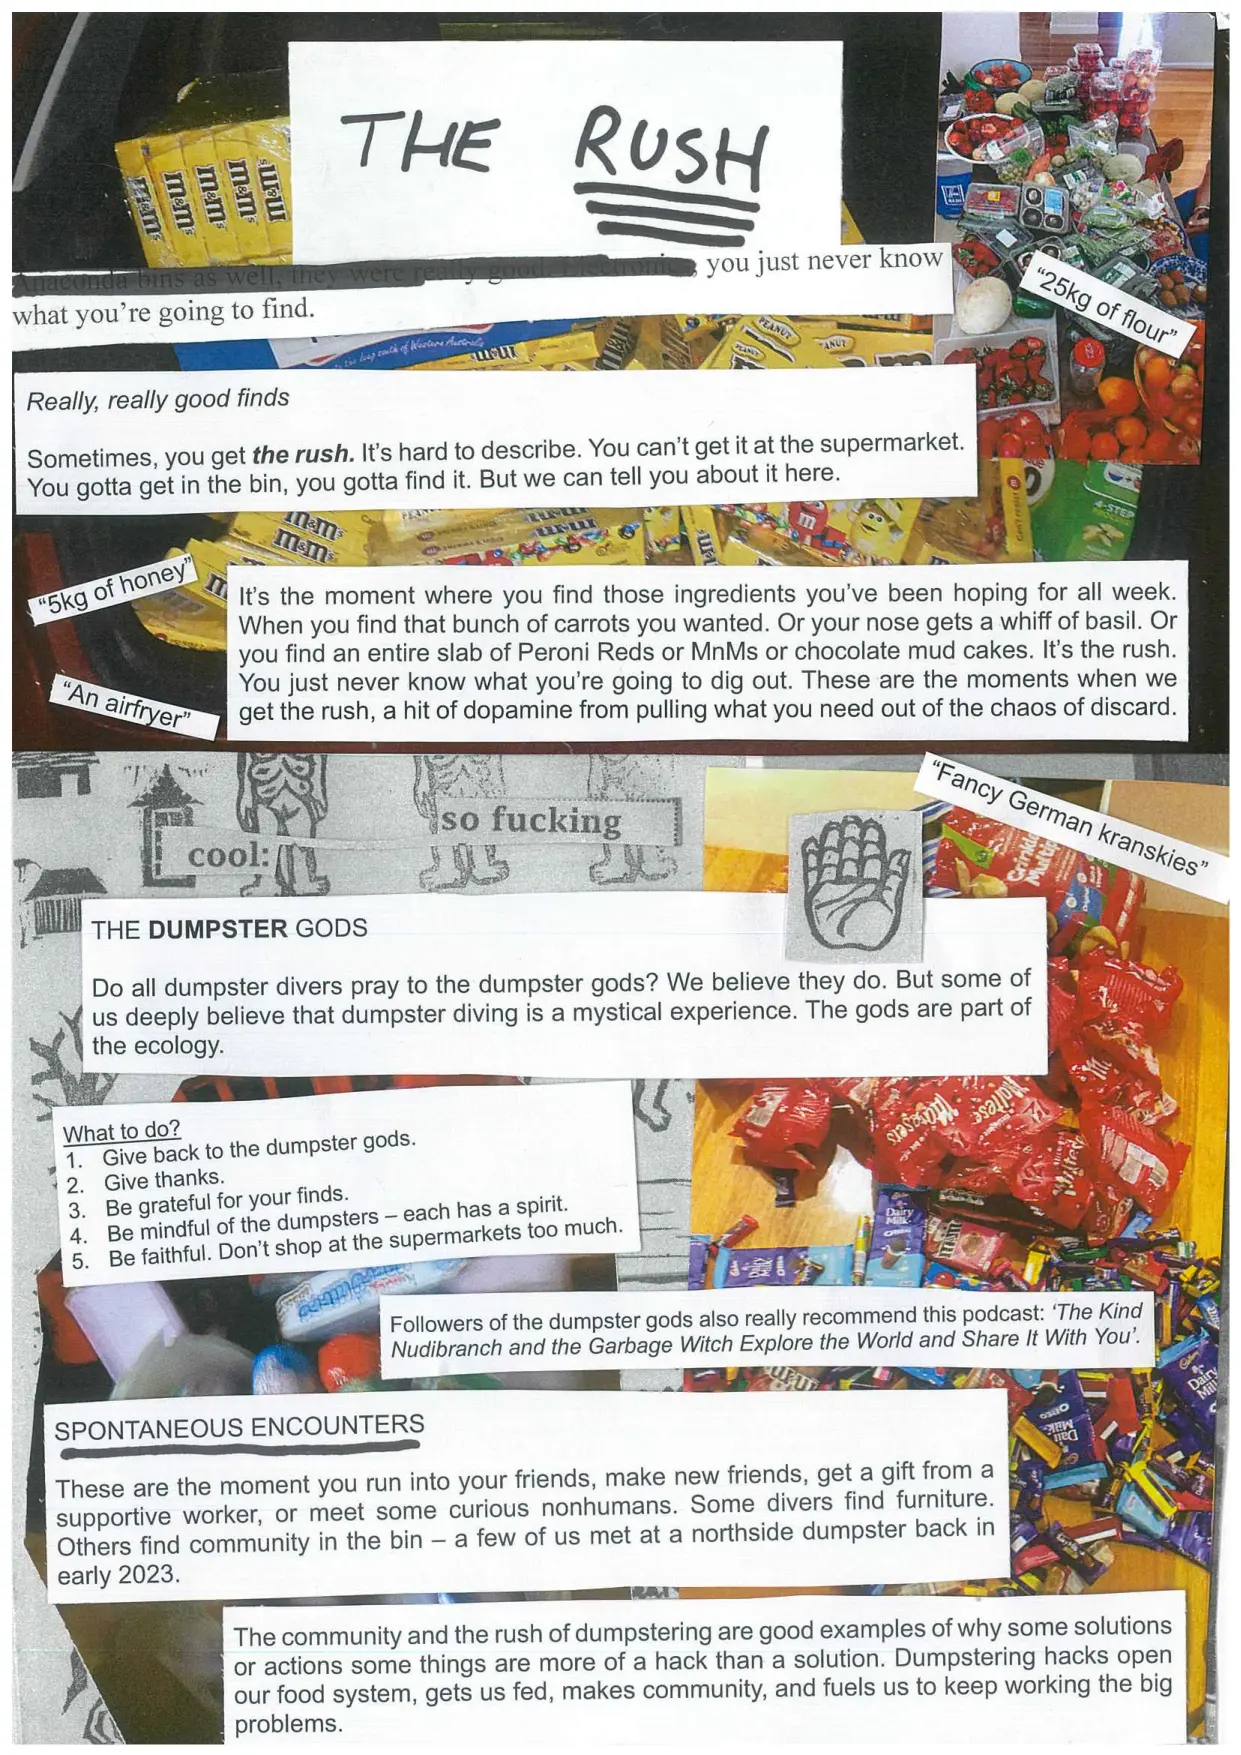 THE RUSH
Anaconda bins as well, they were really good. Electronics, you just never know
what you're going to find.
"25kg of flour"
Really, really good finds
Sometimes, you get the rush. It's hard to describe. You can't get it at the supermarket.
You gotta get in the bin, you gotta find it. But we can tell you about it here.
"5kg of honey"
"An airfryer"
It's the moment where you find those ingredients you've been hoping for all week.
When you find that bunch of carrots you wanted. Or your nose gets a whiff of basil. Or
you find an entire slab of Peroni Reds or MnMs or chocolate mud cakes. It's the rush.
You just never know what you're going to dig out. These are the moments when we
get the rush, a hit of dopamine from pulling what you need out of the chaos of discard.
"Fancy German kranskies"
so fucking
cool:
THE DUMPSTER GODS
Do all dumpster divers pray to the dumpster gods? We believe they do. But some of
us deeply believe that dumpster diving is a mystical experience. The gods are part of
the ecology.
What to do?
1. Give back to the dumpster gods.
2. Give thanks.
3. Be grateful for your finds.
4. Be mindful of the dumpsters – each has a spirit.
5. Be faithful. Don't shop at the supermarkets too much.
Followers of the dumpster gods also really recommend this podcast: 'The Kind
Nudibranch and the Garbage Witch Explore the World and Share It With You'.
SPONTANEOUS ENCOUNTERS
These are the moment you run into your friends, make new friends, get a gift from a
supportive worker, or meet some curious nonhumans. Some divers find furniture.
Others find community in the bin – a few of us met at a northside dumpster back in
early 2023.
The community and the rush of dumpstering are good examples of why some solutions
or actions some things are more of a hack than a solution. Dumpstering hacks open
our food system, gets us fed, makes community, and fuels us to keep working the big
problems.
m&m's
m&m's
m&m's
m&m's
m&m's
the deep south of Western Australia
PEANUT
m&m's
m&m's
4-STEP
Maltesers
Dairy
Milk
OREO
Dairy
Milk